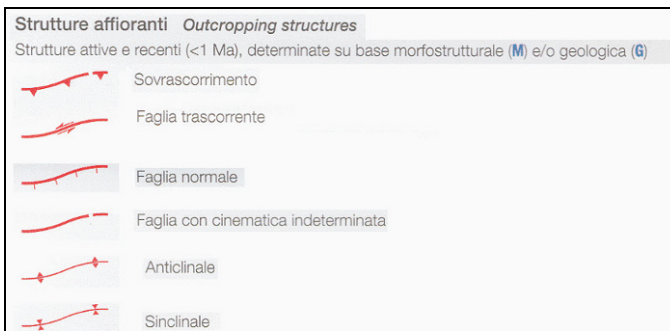 Strutture affioranti Outcropping structures
Strutture attive e recenti (<1 Ma), determinate su base morfostrutturale (M) e/o geologica (G)
Sovrascorrimento
Faglia trascorrente
Faglia normale
Faglia con cinematica indeterminata
Anticlinale
Sinclinale